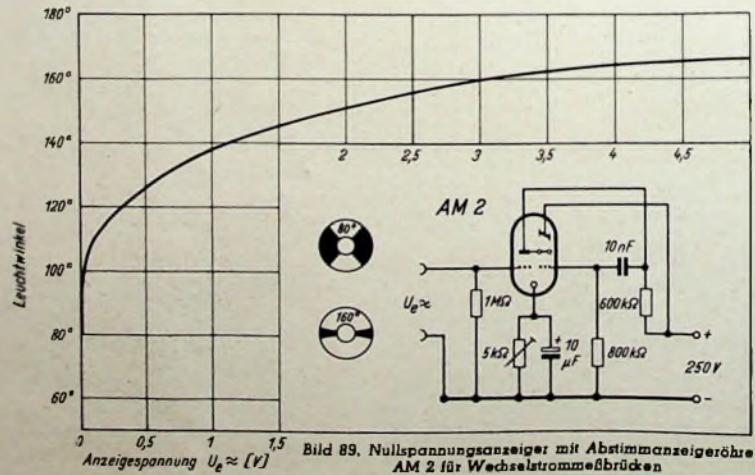 180°
160°
140°
120°
100°
80°
60°
Leuchtwinkel
0 0,5 1 1,5
2 2,5 3 3,5 4 4,5
Anzeigespannung Uₑ ≈ [V]
80°
160°
AM 2
Uₑ≈
1MΩ
5kΩ
+
10
µF
800kΩ
10nF
600kΩ
+
250V
-
Bild 89. Nullspannungsanzeiger mit Abstimmanzeigeröhre
AM 2 für Wechselstrommeßbrücken